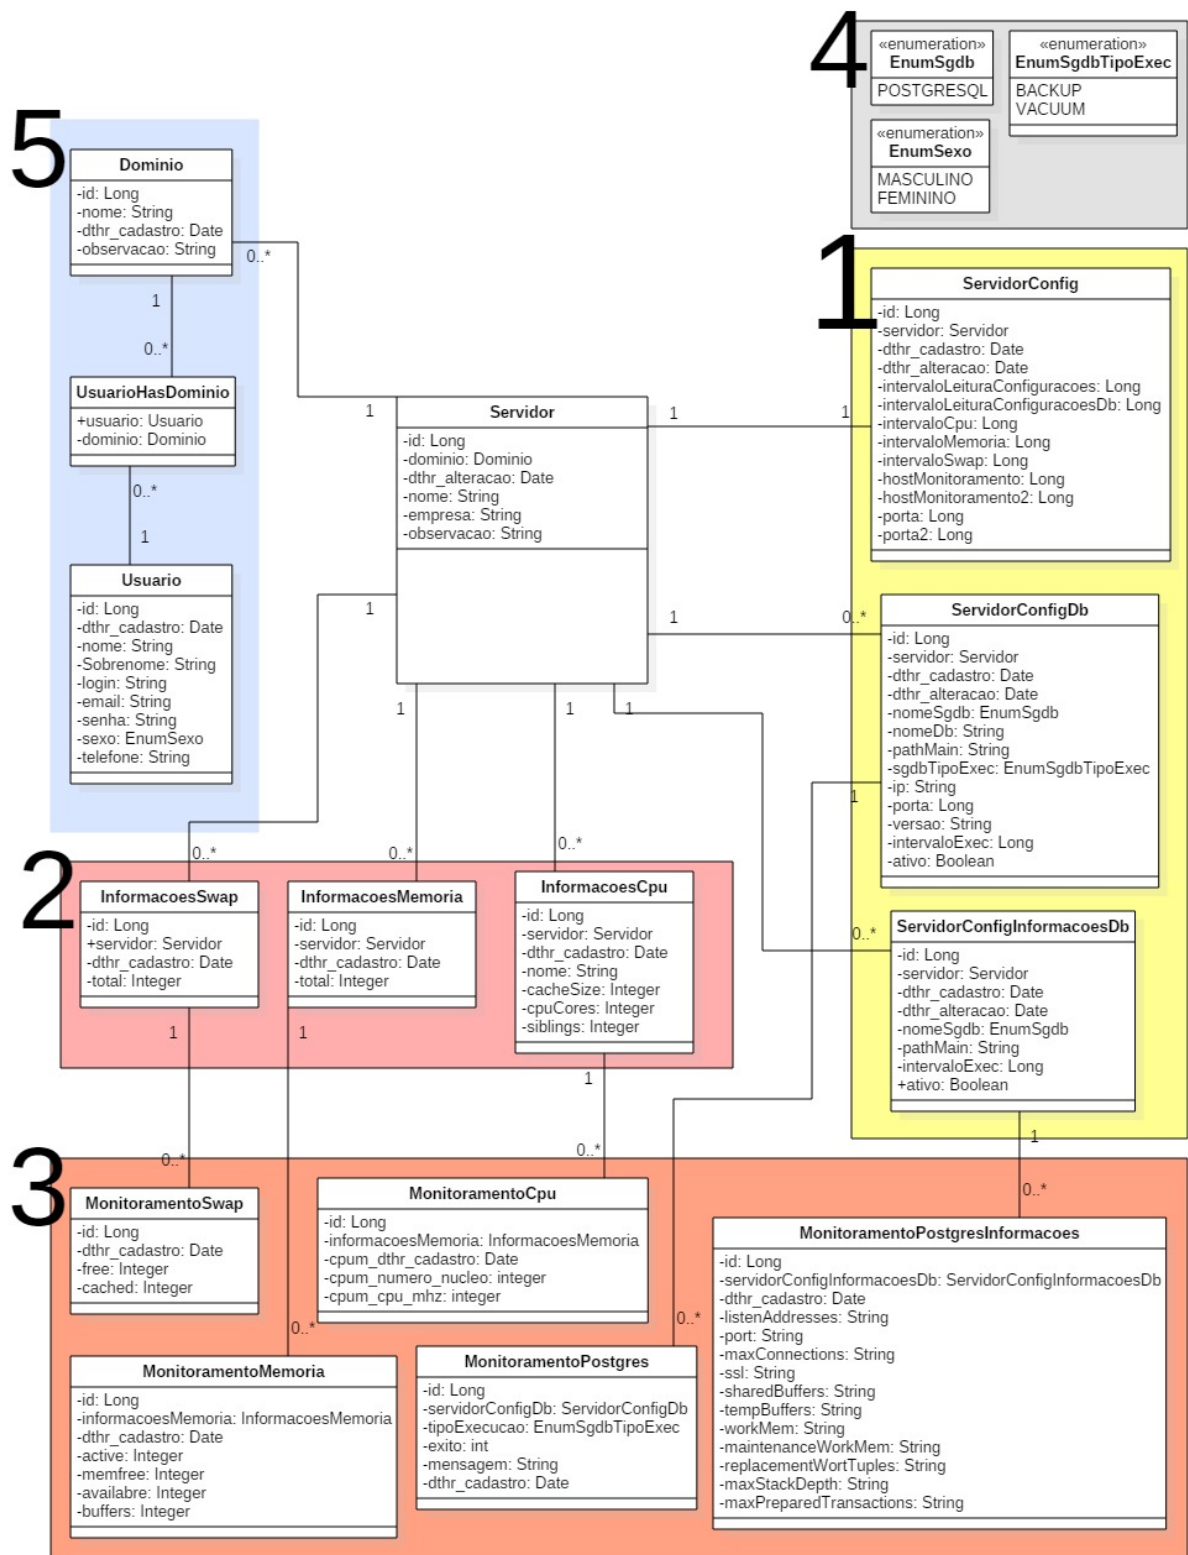 4
«enumeration»
EnumSgdb
POSTGRESQL
«enumeration»
EnumSgdbTipoExec
BACKUP
VACUUM
«enumeration»
EnumSexo
MASCULINO
FEMININO
5
Dominio
-id: Long
-nome: String
-dthr_cadastro: Date
-observacao: String
0..*
1
0..*
UsuarioHasDominio
+usuario: Usuario
-dominio: Dominio
0..*
1
Usuario
-id: Long
-dthr_cadastro: Date
-nome: String
-Sobrenome: String
-login: String
-email: String
-senha: String
-sexo: EnumSexo
-telefone: String
1
Servidor
-id: Long
-dominio: Dominio
-dthr_alteracao: Date
-nome: String
-empresa: String
-observacao: String
1
1
1
1
1
1
1
0..*
1
ServidorConfig
-id: Long
-servidor: Servidor
-dthr_cadastro: Date
-dthr_alteracao: Date
-intervaloLeituraConfiguracoes: Long
-intervaloLeituraConfiguracoesDb: Long
-intervaloCpu: Long
-intervaloMemoria: Long
-intervaloSwap: Long
-hostMonitoramento: Long
-hostMonitoramento2: Long
-porta: Long
-porta2: Long
ServidorConfigDb
-id: Long
-servidor: Servidor
-dthr_cadastro: Date
-dthr_alteracao: Date
-nomeSgdb: EnumSgdb
-nomeDb: String
-pathMain: String
-sgdbTipoExec: EnumSgdbTipoExec
-ip: String
-porta: Long
-versao: String
-intervaloExec: Long
-ativo: Boolean
1
0..*
ServidorConfigInformacoesDb
-id: Long
-servidor: Servidor
-dthr_cadastro: Date
-dthr_alteracao: Date
-nomeSgdb: EnumSgdb
-pathMain: String
-intervaloExec: Long
+ativo: Boolean
1
0..*
2
0..*
0..*
0..*
InformacoesSwap
-id: Long
+servidor: Servidor
-dthr_cadastro: Date
-total: Integer
1
InformacoesMemoria
-id: Long
-servidor: Servidor
-dthr_cadastro: Date
-total: Integer
1
InformacoesCpu
-id: Long
-servidor: Servidor
-dthr_cadastro: Date
-nome: String
-cacheSize: Integer
-cpuCores: Integer
-siblings: Integer
1
0..*
3
0..*
MonitoramentoSwap
-id: Long
-dthr_cadastro: Date
-free: Integer
-cached: Integer
MonitoramentoCpu
-id: Long
-informacoesMemoria: InformacoesMemoria
-cpum_dthr_cadastro: Date
-cpum_numero_nucleo: integer
-cpum_cpu_mhz: integer
0..*
MonitoramentoMemoria
-id: Long
-informacoesMemoria: InformacoesMemoria
-dthr_cadastro: Date
-active: Integer
-memfree: Integer
-availabre: Integer
-buffers: Integer
0..*
MonitoramentoPostgres
-id: Long
-servidorConfigDb: ServidorConfigDb
-tipoExecucao: EnumSgdbTipoExec
-exito: int
-mensagem: String
-dthr_cadastro: Date
MonitoramentoPostgresInformacoes
-id: Long
-servidorConfigInformacoesDb: ServidorConfigInformacoesDb
-dthr_cadastro: Date
-listenAddresses: String
-port: String
-maxConnections: String
-ssl: String
-sharedBuffers: String
-tempBuffers: String
-workMem: String
-maintenanceWorkMem: String
-replacementWortTuples: String
-maxStackDepth: String
-maxPreparedTransactions: String